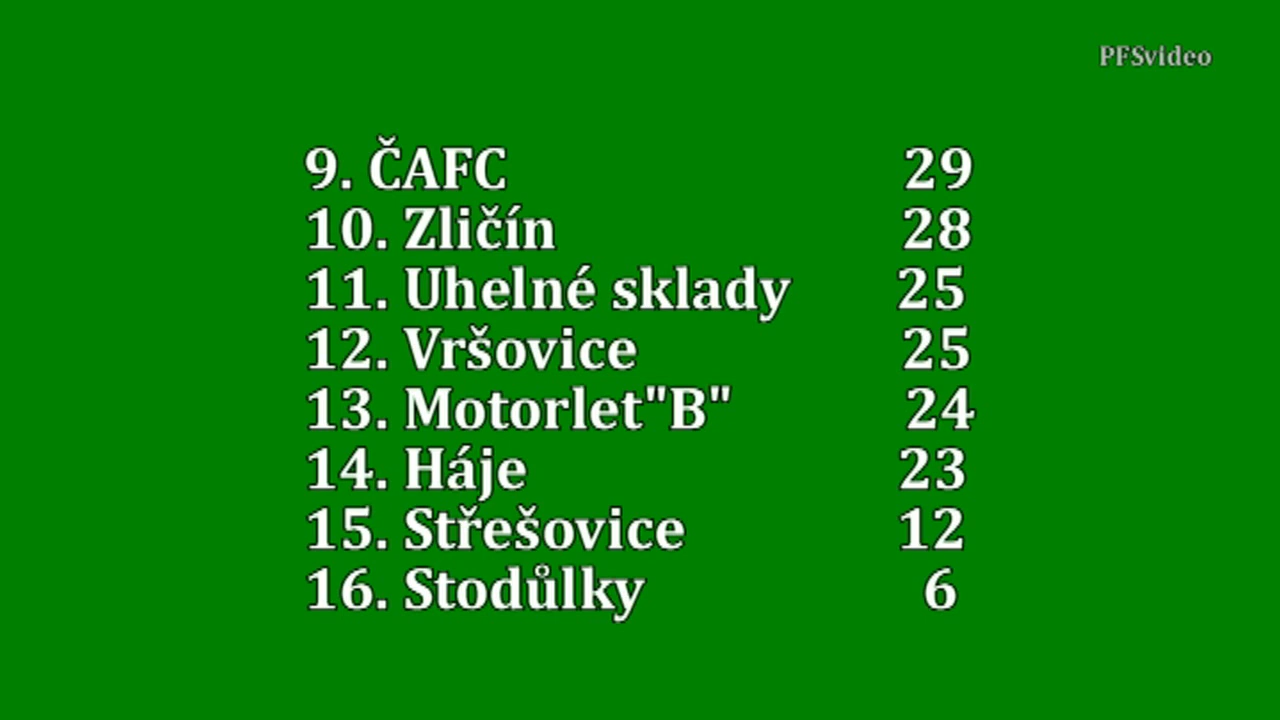 PFSvideo
9. ČAFC 29
10. Zličín 28
11. Uhelné sklady 25
12. Vršovice 25
13. Motorlet"B" 24
14. Háje 23
15. Střešovice 12
16. Stodůlky 6